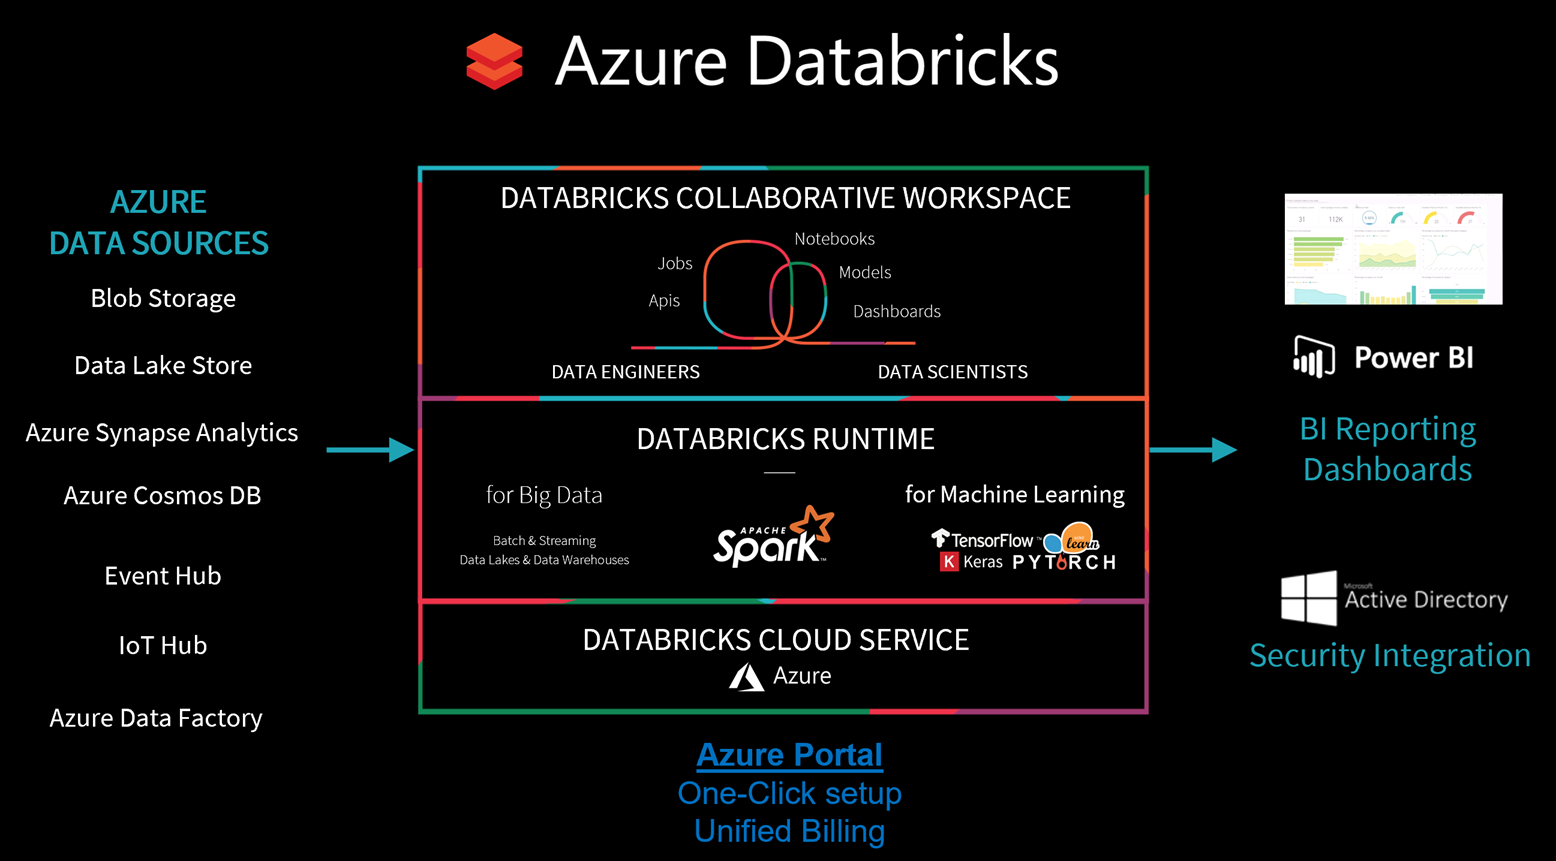 Azure Databricks
AZURE
DATA SOURCES
Blob Storage
Data Lake Store
Azure Synapse Analytics
Azure Cosmos DB
Event Hub
IoT Hub
Azure Data Factory
DATABRICKS COLLABORATIVE WORKSPACE
Notebooks
Jobs
Models
Apis
Dashboards
DATA ENGINEERS
DATA SCIENTISTS
DATABRICKS RUNTIME
for Big Data
Batch & Streaming
Data Lakes & Data Warehouses
APACHE
Spark™
for Machine Learning
TensorFlow™
learn
K Keras
PYTORCH
DATABRICKS CLOUD SERVICE
Azure
Azure Portal
One-Click setup
Unified Billing
31
112K
Power BI
BI Reporting
Dashboards
Microsoft
Active Directory
Security Integration